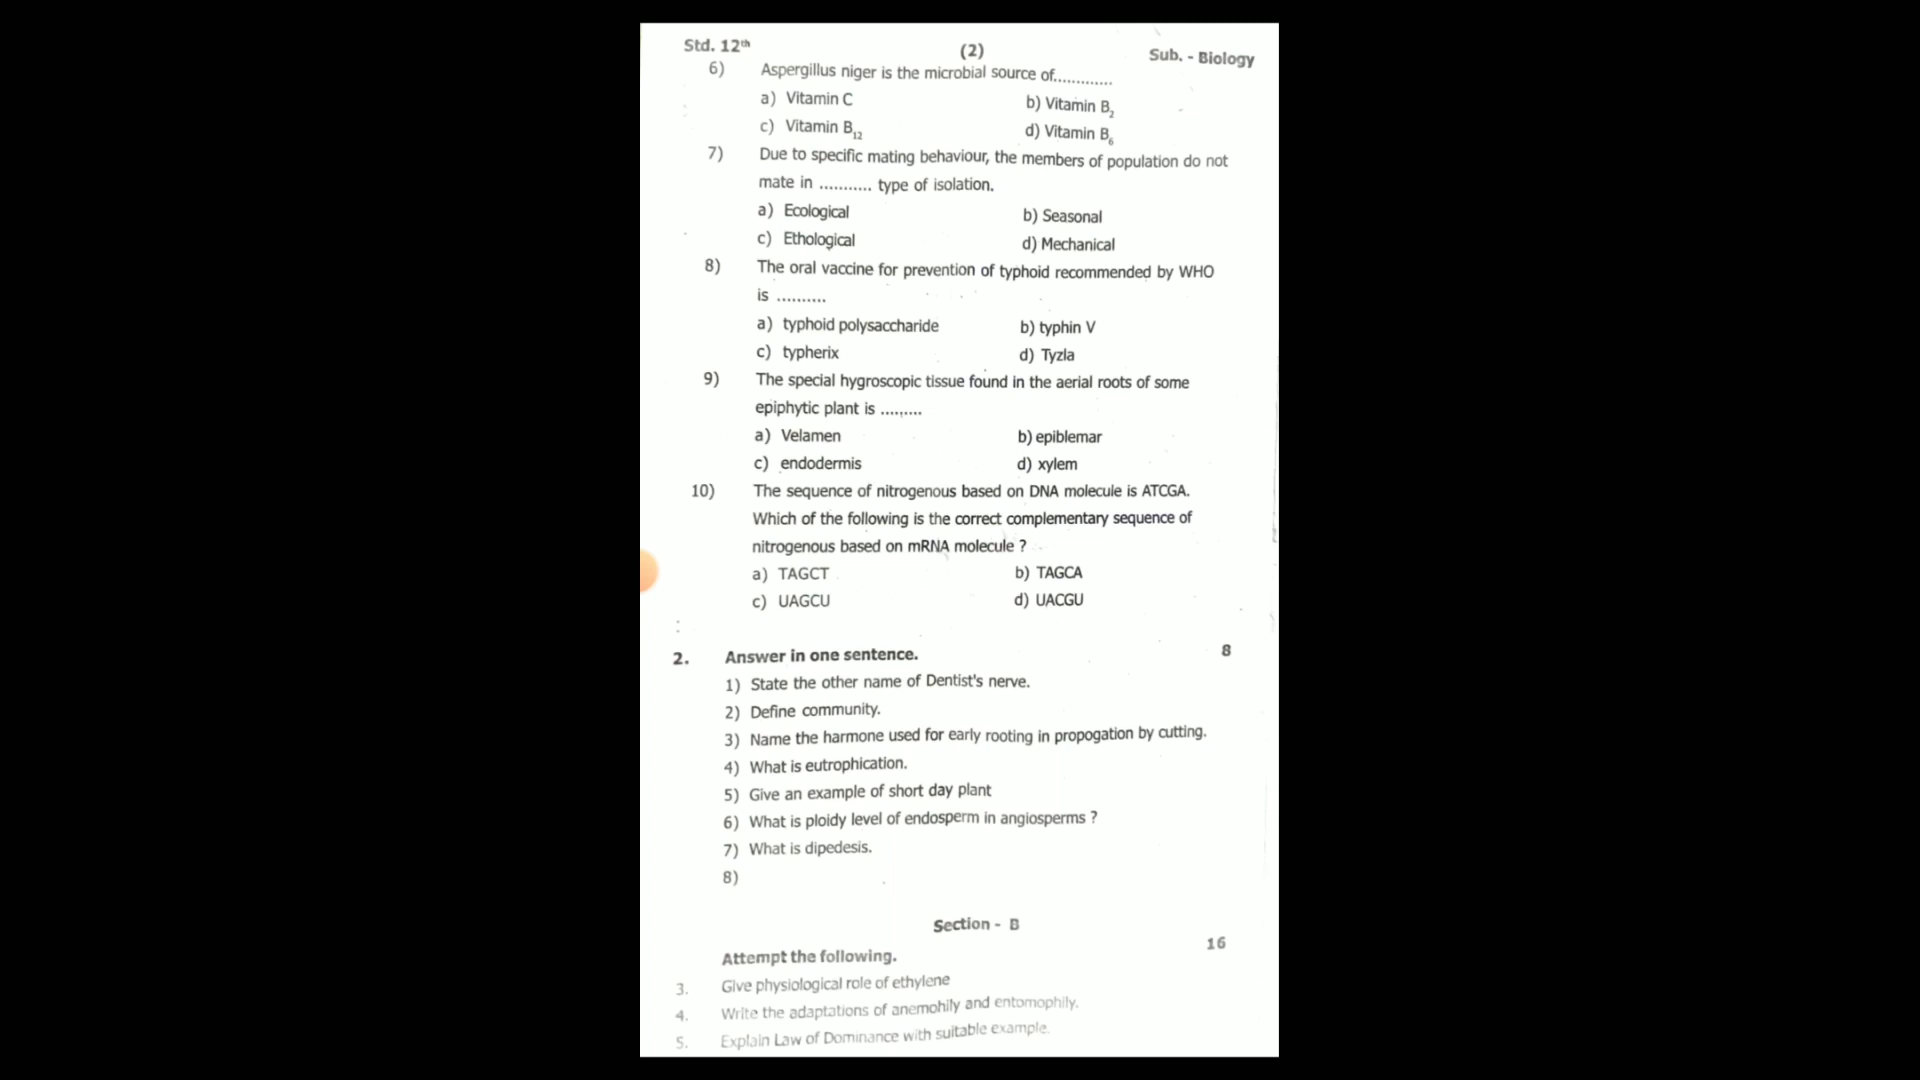 Std. 12th (2) Sub. - Biology
6) Aspergillus niger is the microbial source of.............
a) Vitamin C b) Vitamin B2
c) Vitamin B12 d) Vitamin B6
7) Due to specific mating behaviour, the members of population do not
mate in ........... type of isolation.
a) Ecological b) Seasonal
c) Ethological d) Mechanical
8) The oral vaccine for prevention of typhoid recommended by WHO
is ..........
a) typhoid polysaccharide b) typhin V
c) typherix d) Tyzla
9) The special hygroscopic tissue found in the aerial roots of some
epiphytic plant is .........
a) Velamen b) epiblemar
c) endodermis d) xylem
10) The sequence of nitrogenous based on DNA molecule is ATCGA.
Which of the following is the correct complementary sequence of
nitrogenous based on mRNA molecule ?
a) TAGCT b) TAGCA
c) UAGCU d) UACGU
2. Answer in one sentence. 8
1) State the other name of Dentist's nerve.
2) Define community.
3) Name the harmone used for early rooting in propogation by cutting.
4) What is eutrophication.
5) Give an example of short day plant
6) What is ploidy level of endosperm in angiosperms ?
7) What is dipedesis.
8)
Section - B
Attempt the following. 16
3. Give physiological role of ethylene
4. Write the adaptations of anemohily and entomophily.
5. Explain Law of Dominance with suitable example.